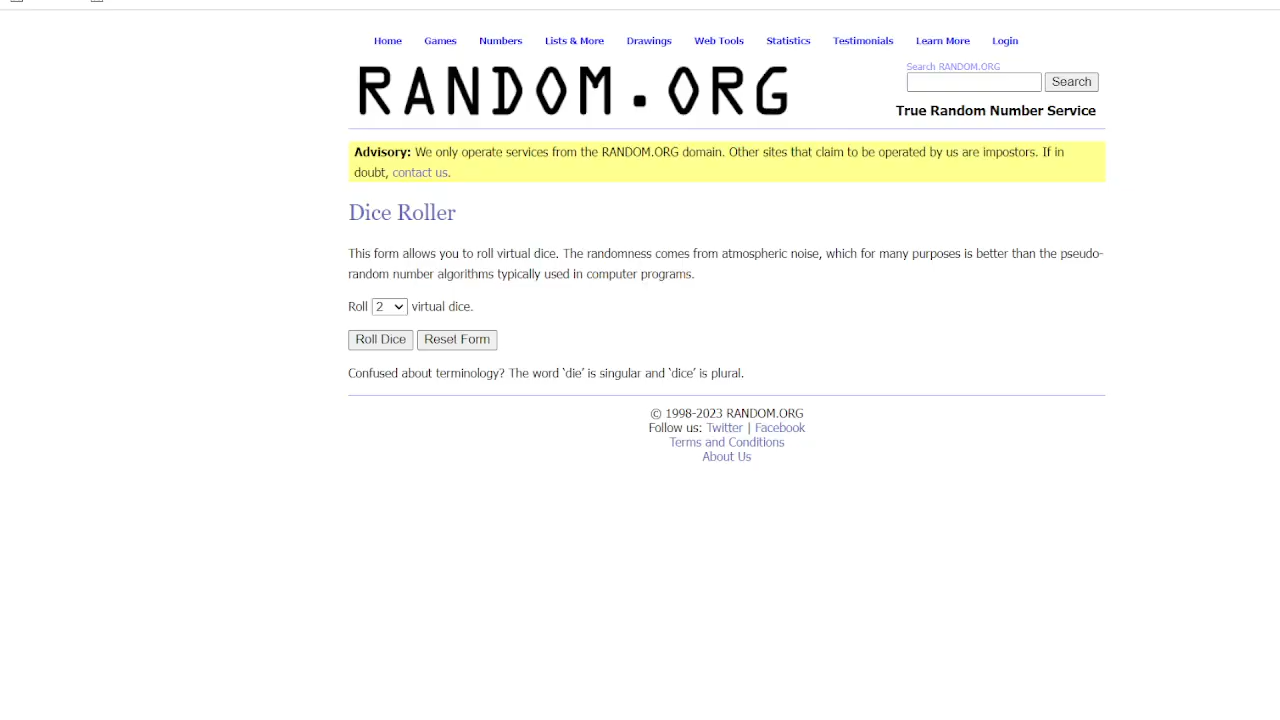 Home Games Numbers Lists & More Drawings Web Tools Statistics Testimonials Learn More Login
RANDOM.ORG
Search RANDOM.ORG
Search
True Random Number Service
Advisory: We only operate services from the RANDOM.ORG domain. Other sites that claim to be operated by us are impostors. If in
doubt, contact us.
Dice Roller
This form allows you to roll virtual dice. The randomness comes from atmospheric noise, which for many purposes is better than the pseudo-
random number algorithms typically used in computer programs.
Roll 2 virtual dice.
Roll Dice Reset Form
Confused about terminology? The word ‘die’ is singular and ‘dice’ is plural.
© 1998-2023 RANDOM.ORG
Follow us: Twitter | Facebook
Terms and Conditions
About Us